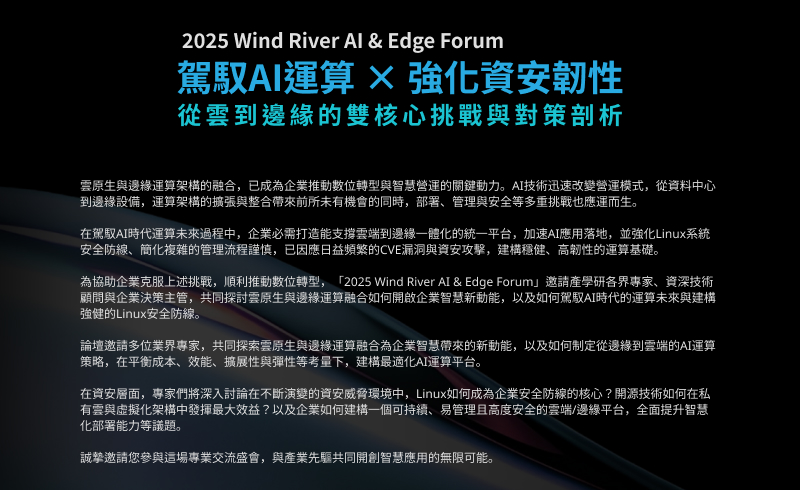 2025 Wind River AI & Edge Forum
駕馭AI運算 × 強化資安韌性
從雲到邊緣的雙核心挑戰與對策剖析
雲原生與邊緣運算架構的融合，已成為企業推動數位轉型與智慧營運的關鍵動力。AI技術迅速改變營運模式，從資料中心
到邊緣設備，運算架構的擴張與整合帶來前所未有機會的同時，部署、管理與安全等多重挑戰也應運而生。
在駕馭AI時代運算未來過程中，企業必需打造能支撐雲端到邊緣一體化的統一平台，加速AI應用落地，並強化Linux系統
安全防線、簡化複雜的管理流程謹慎，已因應日益頻繁的CVE漏洞與資安攻擊，建構穩健、高韌性的運算基礎。
為協助企業克服上述挑戰，順利推動數位轉型，「2025 Wind River AI & Edge Forum」邀請產學研各界專家、資深技術
顧問與企業決策主管，共同探討雲原生與邊緣運算融合如何開啟企業智慧新動能，以及如何駕馭AI時代的運算未來與建構
強健的Linux安全防線。
論壇邀請多位業界專家，共同探索雲原生與邊緣運算融合為企業智慧帶來的新動能，以及如何制定從邊緣到雲端的AI運算
策略，在平衡成本、效能、擴展性與彈性等考量下，建構最適化AI運算平台。
在資安層面，專家們將深入討論在不斷演變的資安威脅環境中，Linux如何成為企業安全防線的核心？開源技術如何在私
有雲與虛擬化架構中發揮最大效益？以及企業如何建構一個可持續、易管理且高度安全的雲端/邊緣平台，全面提升智慧
化部署能力等議題。
誠摯邀請您參與這場專業交流盛會，與產業先驅共同開創智慧應用的無限可能。